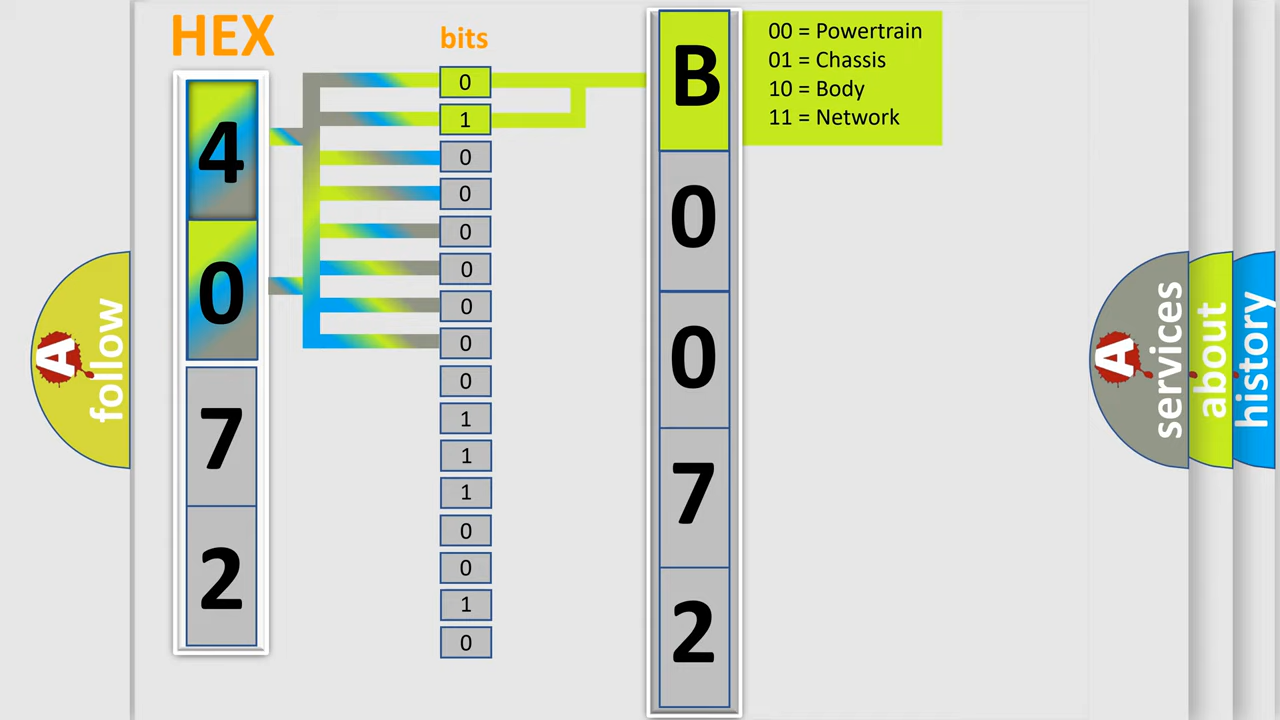 HEX
bits
4
0
7
2
0
1
0
0
0
0
0
0
0
1
1
1
0
0
1
0
B
0
0
7
2
00 = Powertrain
01 = Chassis
10 = Body
11 = Network
A
follow
A
services
about
history